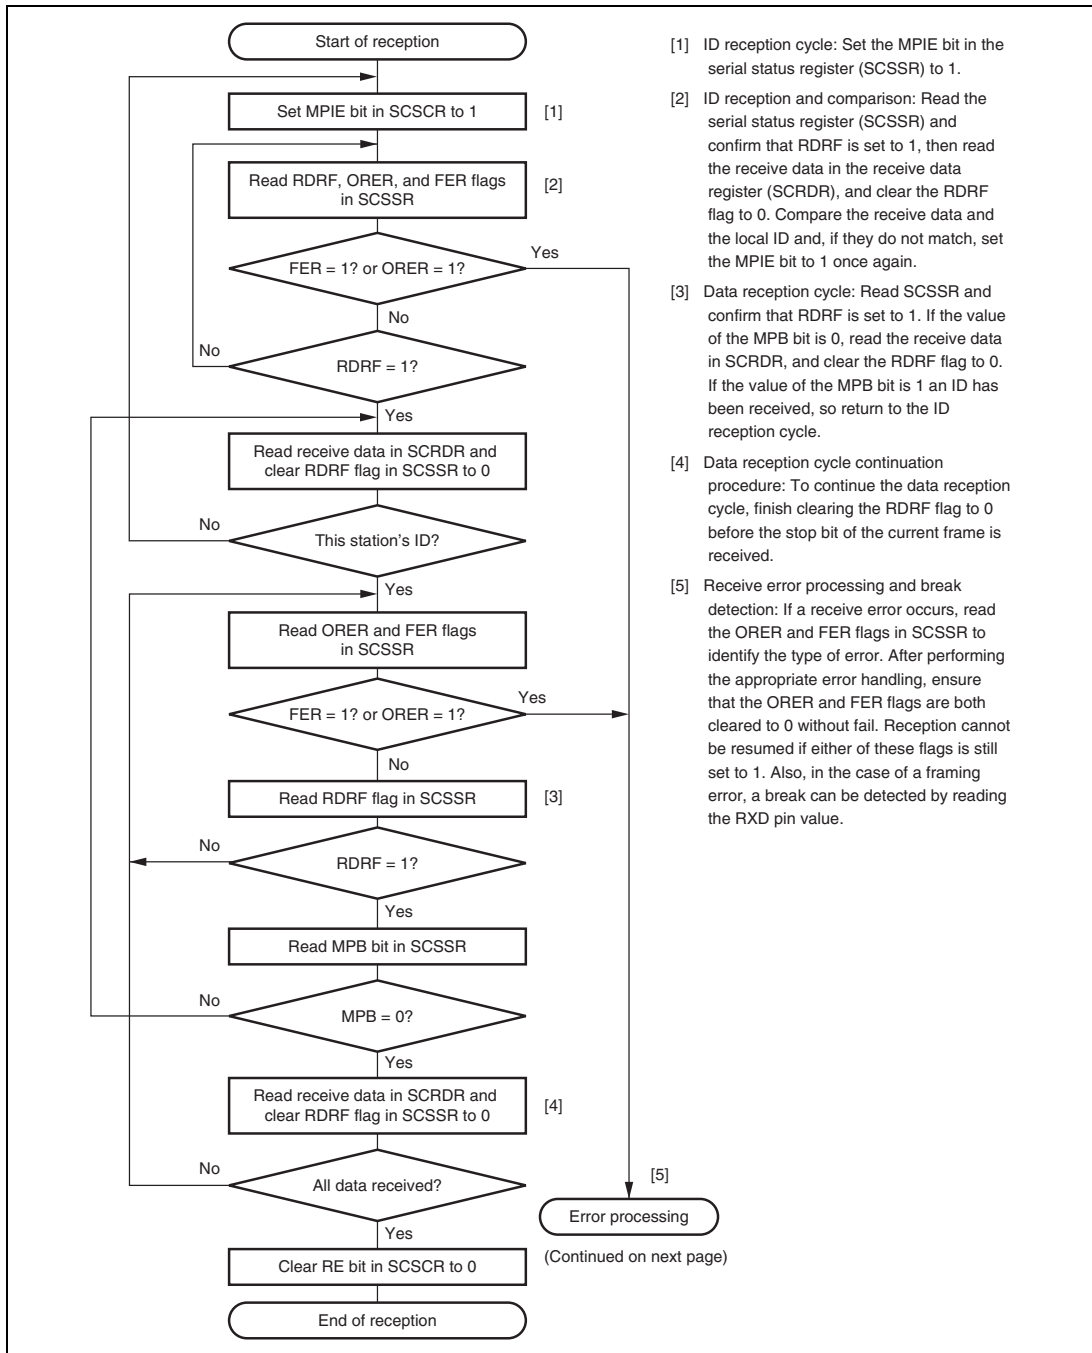 Start of reception
Set MPIE bit in SCSCR to 1
[1]
Read RDRF, ORER, and FER flags
in SCSSR
[2]
FER = 1? or ORER = 1?
Yes
No
RDRF = 1?
No
Yes
Read receive data in SCRDR and
clear RDRF flag in SCSSR to 0
This station's ID?
No
Yes
Read ORER and FER flags
in SCSSR
FER = 1? or ORER = 1?
Yes
No
Read RDRF flag in SCSSR
[3]
RDRF = 1?
No
Yes
Read MPB bit in SCSSR
MPB = 0?
No
Yes
Read receive data in SCRDR and
clear RDRF flag in SCSSR to 0
[4]
All data received?
No
Yes
Clear RE bit in SCSCR to 0
End of reception
[5]
Error processing
(Continued on next page)
[1] ID reception cycle: Set the MPIE bit in the
serial status register (SCSSR) to 1.
[2] ID reception and comparison: Read the
serial status register (SCSSR) and
confirm that RDRF is set to 1, then read
the receive data in the receive data
register (SCRDR), and clear the RDRF
flag to 0. Compare the receive data and
the local ID and, if they do not match, set
the MPIE bit to 1 once again.
[3] Data reception cycle: Read SCSSR and
confirm that RDRF is set to 1. If the value
of the MPB bit is 0, read the receive data
in SCRDR, and clear the RDRF flag to 0.
If the value of the MPB bit is 1 an ID has
been received, so return to the ID
reception cycle.
[4] Data reception cycle continuation
procedure: To continue the data reception
cycle, finish clearing the RDRF flag to 0
before the stop bit of the current frame is
received.
[5] Receive error processing and break
detection: If a receive error occurs, read
the ORER and FER flags in SCSSR to
identify the type of error. After performing
the appropriate error handling, ensure
that the ORER and FER flags are both
cleared to 0 without fail. Reception cannot
be resumed if either of these flags is still
set to 1. Also, in the case of a framing
error, a break can be detected by reading
the RXD pin value.